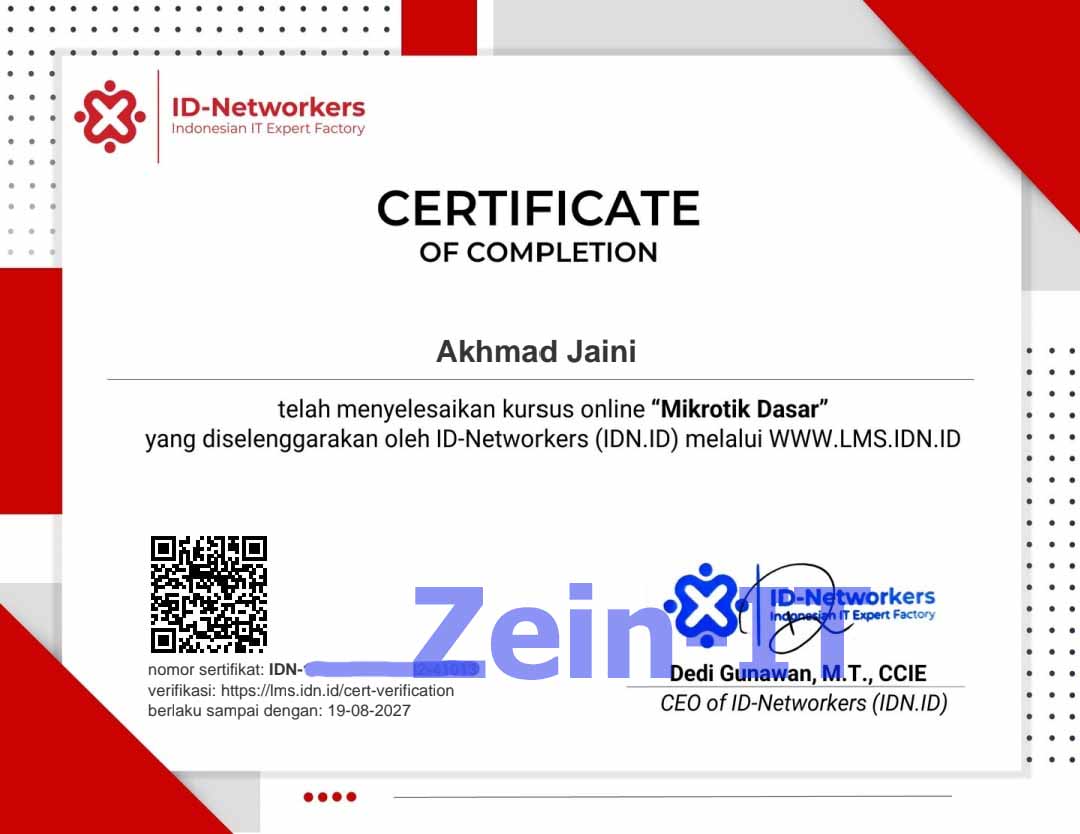 ID-Networkers
Indonesian IT Expert Factory
CERTIFICATE
OF COMPLETION
Akhmad Jaini
telah menyelesaikan kursus online “Mikrotik Dasar”
yang diselenggarakan oleh ID-Networkers (IDN.ID) melalui WWW.LMS.IDN.ID
Zein-IT
ID-Networkers
Indonesian IT Expert Factory
nomor sertifikat: IDN-
verifikasi: https://lms.idn.id/cert-verification
berlaku sampai dengan: 19-08-2027
Dedi Gunawan, M.T., CCIE
CEO of ID-Networkers (IDN.ID)